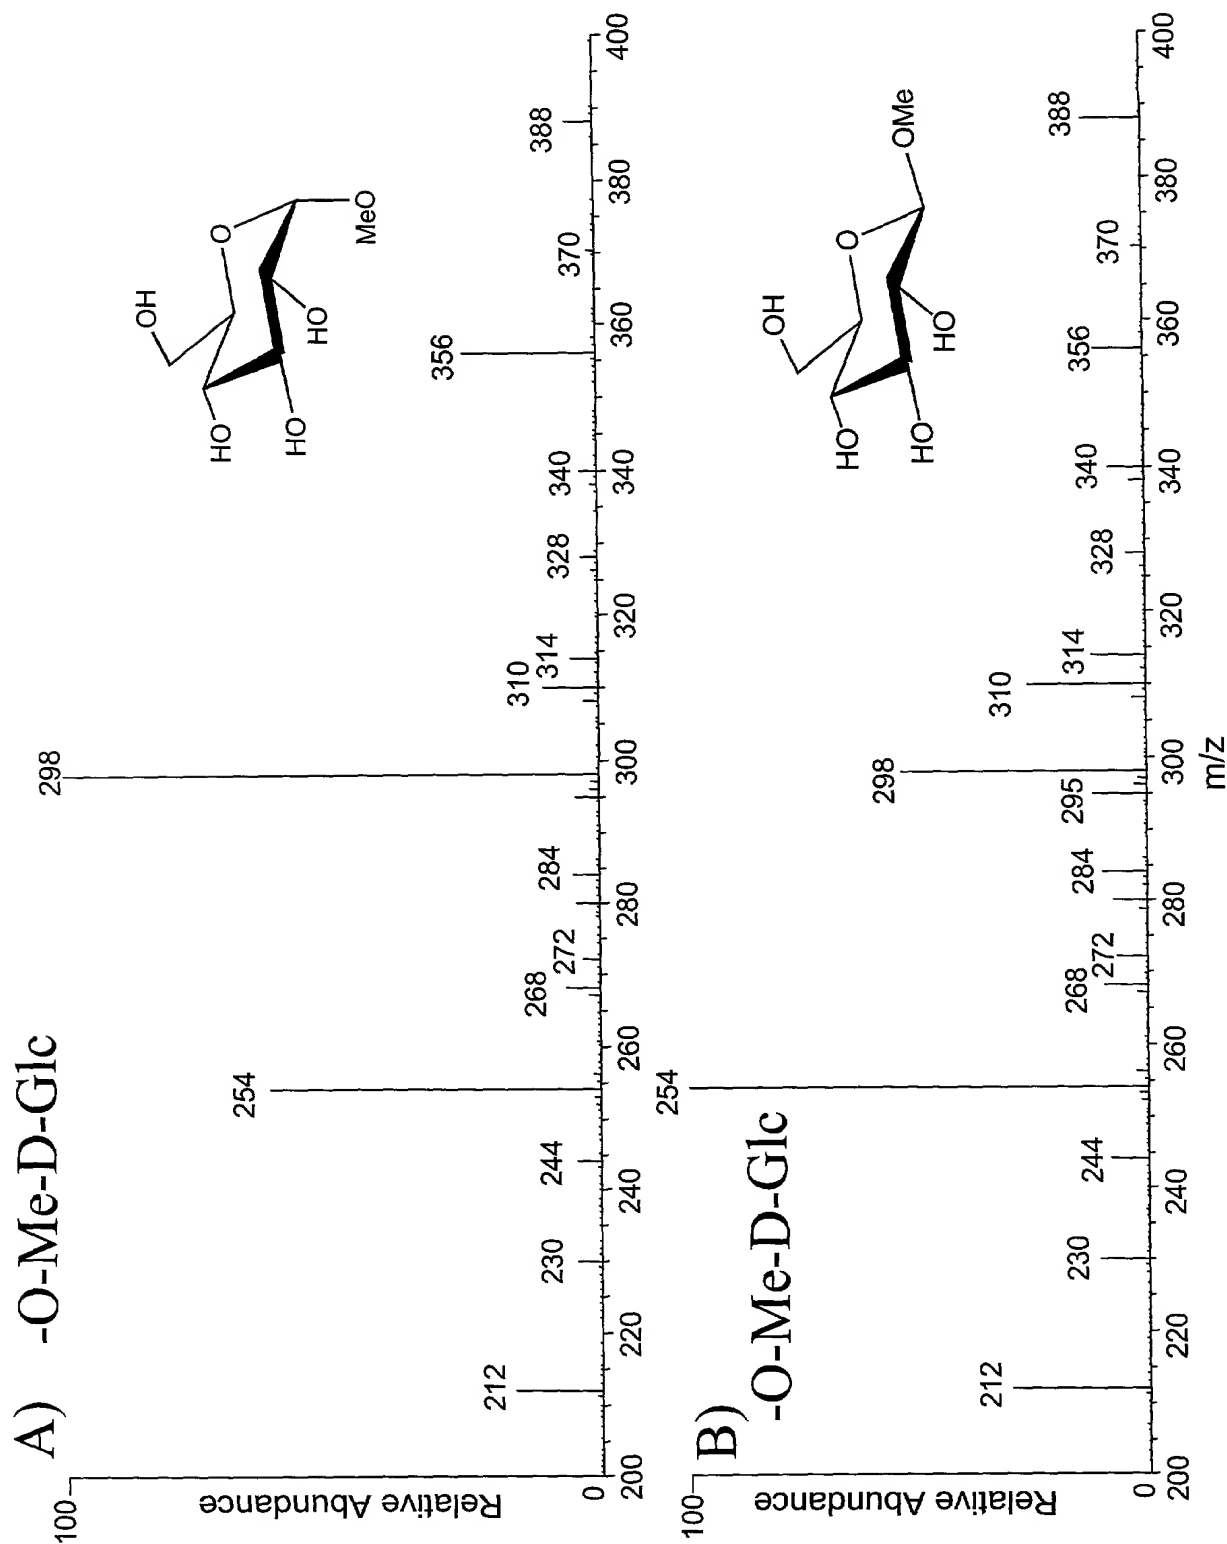 A) -O-Me-D-Glc
100
Relative Abundance
0
212
230
244
254
268
272
284
298
310
314
328
340
356
370
388
OH
O
HO
HO
HO
MeO
200 220 240 260 280 300 320 340 360 380 400
B)
-O-Me-D-Glc
100
Relative Abundance
0
212
230
244
254
268
272
284
295
298
310
314
328
340
356
370
388
OH
O
HO
HO
HO
OMe
200 220 240 260 280 300 320 340 360 380 400
m/z